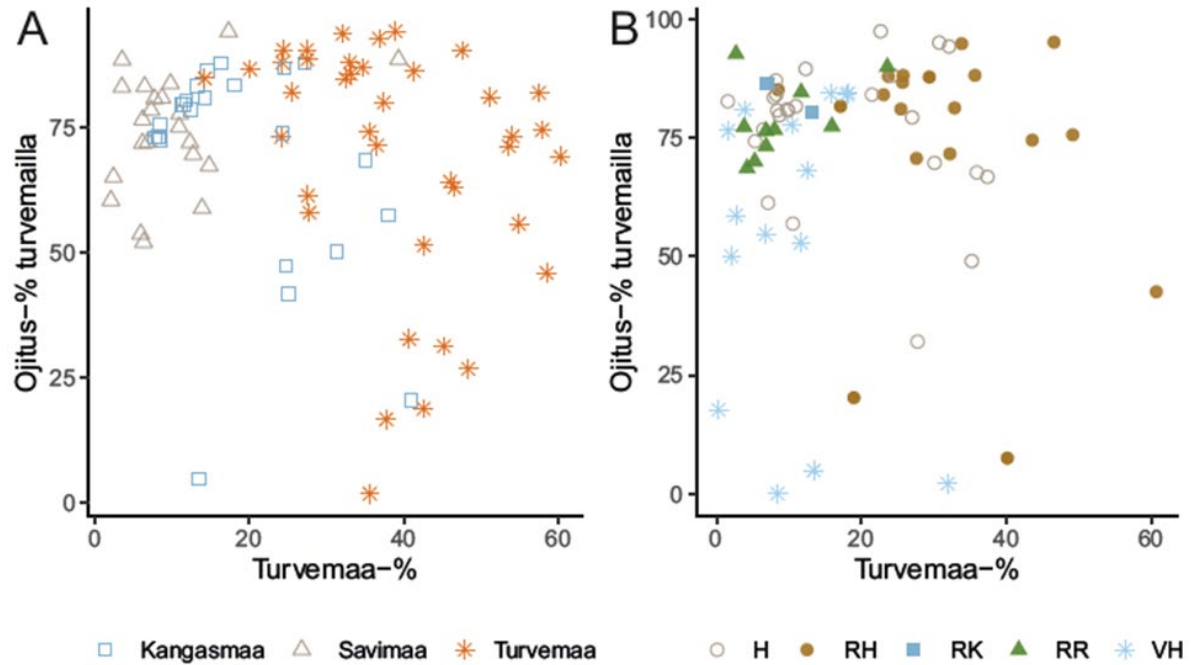 A
Ojitus-% turvemailla
75
50
25
0
0 20 40 60
Turvemaa-%
Kangasmaa Savimaa Turvemaa
B
Ojitus-% turvemailla
100
75
50
25
0
0 20 40 60
Turvemaa-%
H RH RK RR VH